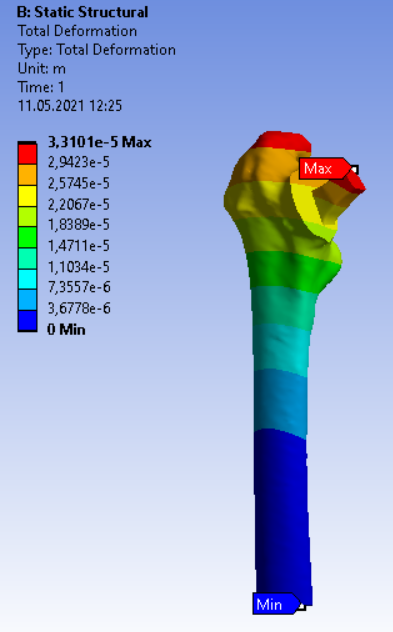 B: Static Structural
Total Deformation
Type: Total Deformation
Unit: m
Time: 1
11.05.2021 12:25
3,3101e-5 Max
2,9423e-5
2,5745e-5
2,2067e-5
1,8389e-5
1,4711e-5
1,1034e-5
7,3557e-6
3,6778e-6
0 Min
Max
Min